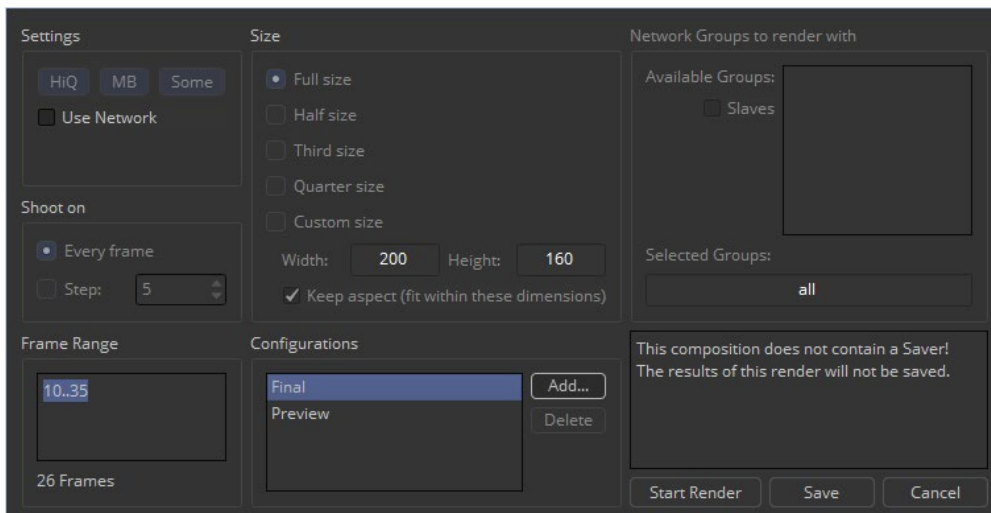 Settings
HiQ MB Some
Use Network
Shoot on
Every frame
Step: 5
Frame Range
10..35
26 Frames
Size
Full size
Half size
Third size
Quarter size
Custom size
Width: 200 Height: 160
Keep aspect (fit within these dimensions)
Configurations
Final
Preview
Add...
Delete
Network Groups to render with
Available Groups:
Slaves
Selected Groups:
all
This composition does not contain a Saver!
The results of this render will not be saved.
Start Render Save Cancel